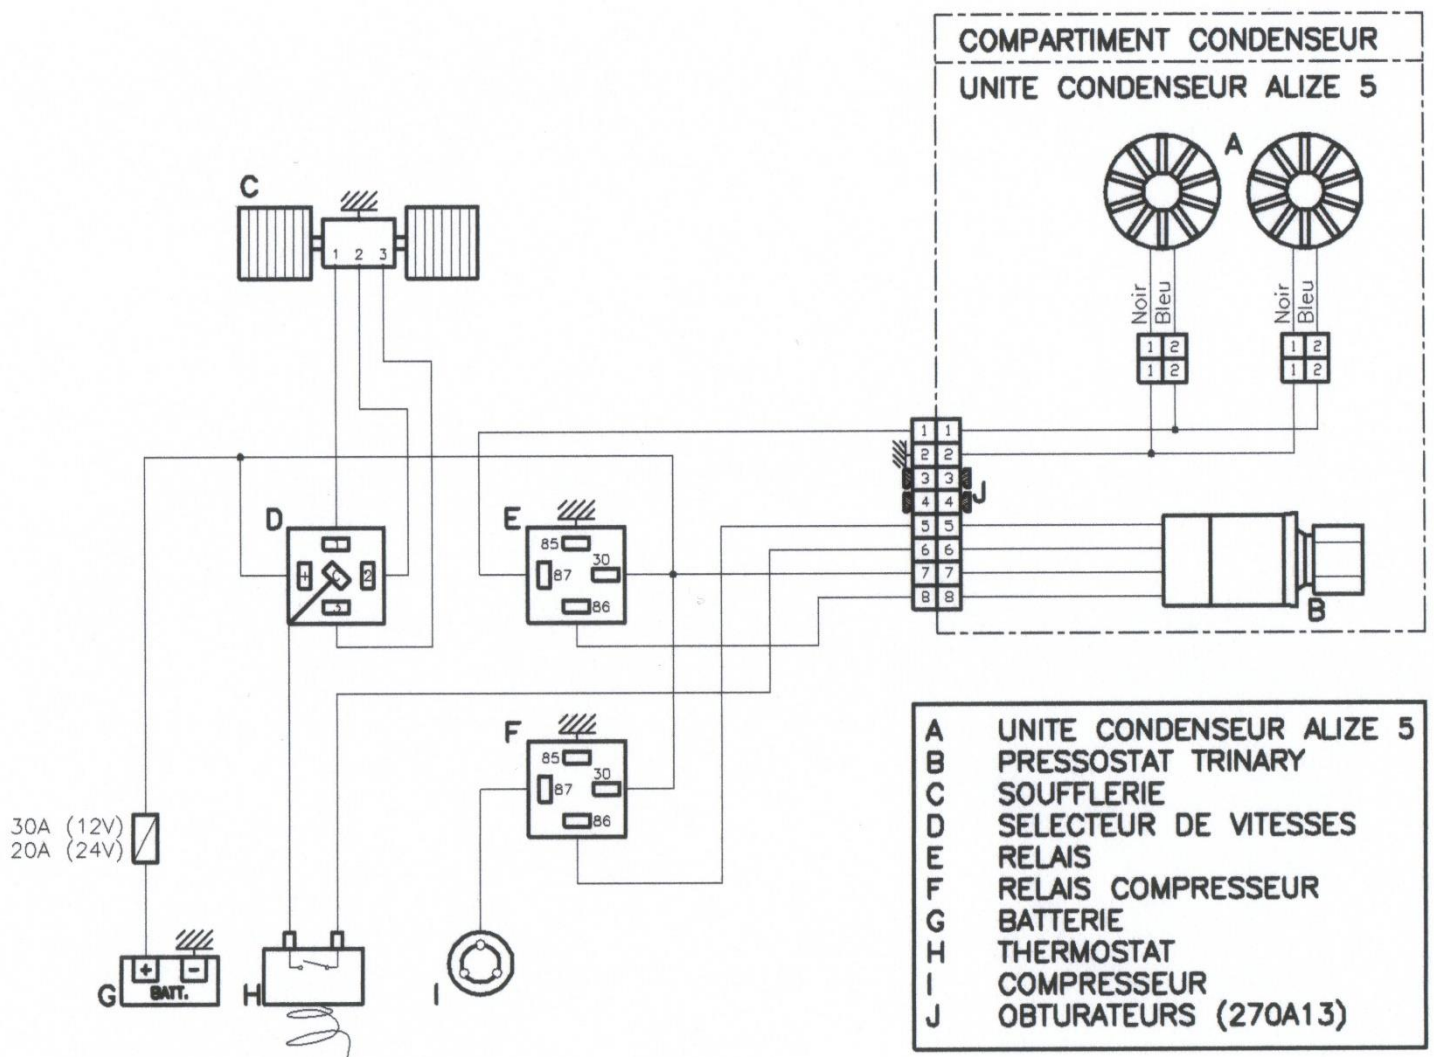 COMPARTIMENT CONDENSEUR
UNITE CONDENSEUR ALIZE 5
A
Noir
Bleu
Noir
Bleu
1 2
1 2
1 2
1 2
C
1 2 3
1 1
2 2
3 3
4 4
5 5
6 6
7 7
8 8
J
B
D
1
+
2
3
E
85
30
87
86
F
85
30
87
86
30A (12V)
20A (24V)
G
+ -
BATT.
H
I
A UNITE CONDENSEUR ALIZE 5
B PRESSOSTAT TRINARY
C SOUFFLERIE
D SELECTEUR DE VITESSES
E RELAIS
F RELAIS COMPRESSEUR
G BATTERIE
H THERMOSTAT
I COMPRESSEUR
J OBTURATEURS (270A13)